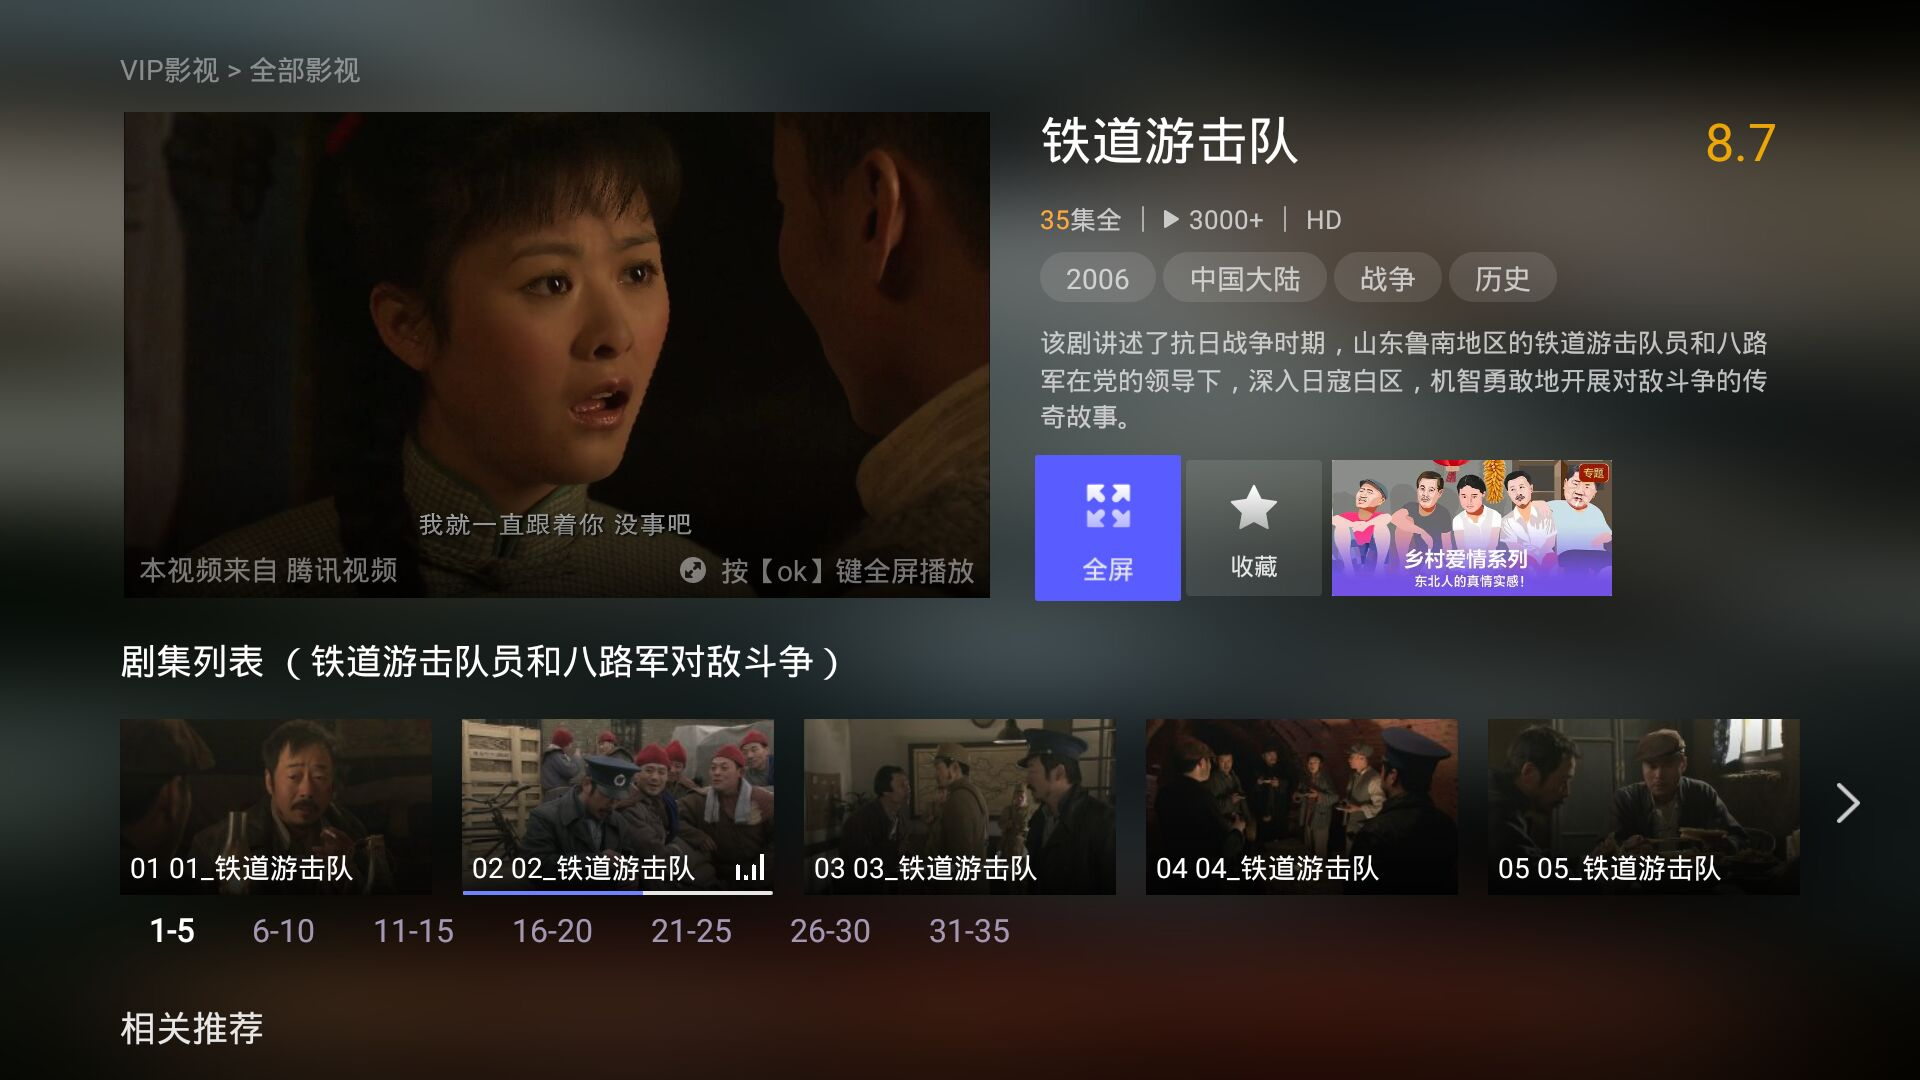 VIP影视 > 全部影视
铁道游击队
8.7
35集全 | 3000+ | HD
2006 中国大陆 战争 历史
该剧讲述了抗日战争时期，山东鲁南地区的铁道游击队员和八路
军在党的领导下，深入日寇白区，机智勇敢地开展对敌斗争的传
奇故事。
我就一直跟着你 没事吧
本视频来自 腾讯视频
按【ok】键全屏播放
全屏
收藏
专题
乡村爱情系列
东北人的真情实感！
剧集列表 （铁道游击队员和八路军对敌斗争）
01 01_铁道游击队
02 02_铁道游击队
03 03_铁道游击队
04 04_铁道游击队
05 05_铁道游击队
1-5 6-10 11-15 16-20 21-25 26-30 31-35
相关推荐